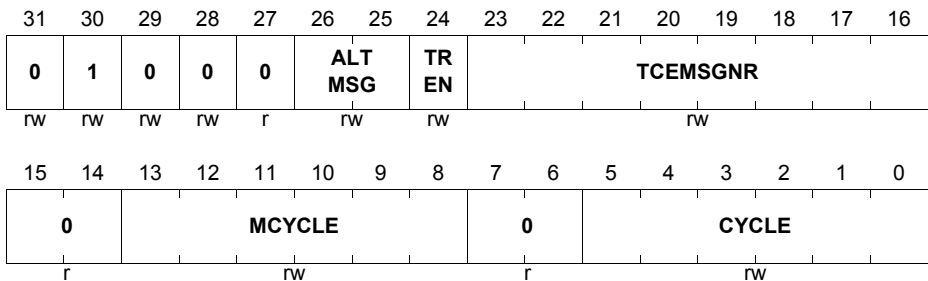 31 30 29 28 27 26 25 24 23 22 21 20 19 18 17 16
0 1 0 0 0 ALT MSG TR EN TCEMSGNR
rw rw rw rw r rw rw rw
15 14 13 12 11 10 9 8 7 6 5 4 3 2 1 0
0 MCYCLE 0 CYCLE
r rw r rw